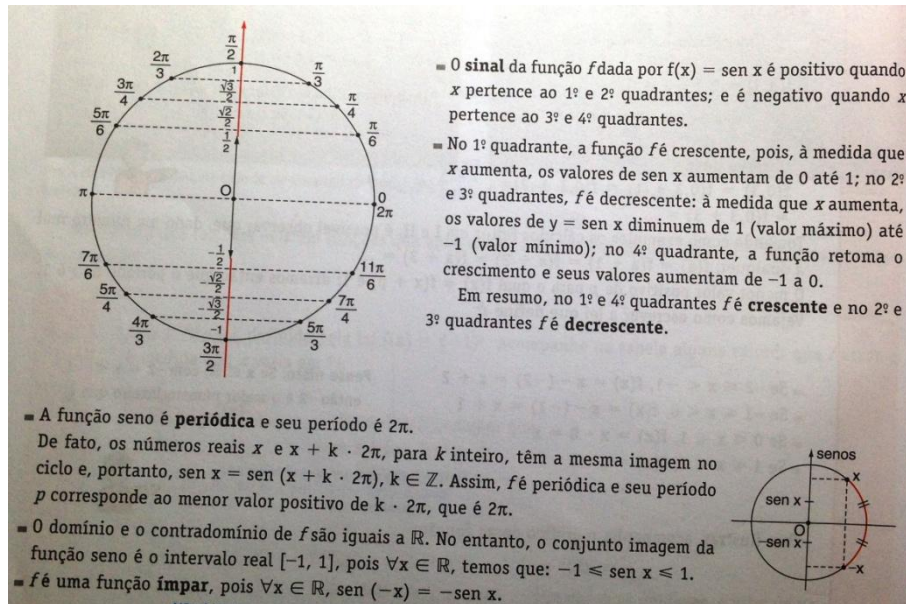 π/2
2π/3
π/3
3π/4
π/4
5π/6
π/6
1
√3/2
√2/2
1/2
π
O
0
2π
7π/6
11π/6
5π/4
7π/4
4π/3
5π/3
3π/2
-1/2
-√2/2
-√3/2
-1
O sinal da função f dada por f(x) = sen x é positivo quando
x pertence ao 1º e 2º quadrantes; e é negativo quando x
pertence ao 3º e 4º quadrantes.
No 1º quadrante, a função f é crescente, pois, à medida que
x aumenta, os valores de sen x aumentam de 0 até 1; no 2º
e 3º quadrantes, f é decrescente: à medida que x aumenta,
os valores de y = sen x diminuem de 1 (valor máximo) até
−1 (valor mínimo); no 4º quadrante, a função retoma o
crescimento e seus valores aumentam de −1 a 0.
Em resumo, no 1º e 4º quadrantes f é crescente e no 2º e
3º quadrantes f é decrescente.
A função seno é periódica e seu período é 2π.
De fato, os números reais x e x + k · 2π, para k inteiro, têm a mesma imagem no
ciclo e, portanto, sen x = sen (x + k · 2π), k ∈ ℤ. Assim, f é periódica e seu período
p corresponde ao menor valor positivo de k · 2π, que é 2π.
O domínio e o contradomínio de f são iguais a ℝ. No entanto, o conjunto imagem da
função seno é o intervalo real [−1, 1], pois ∀x ∈ ℝ, temos que: −1 ⩽ sen x ⩽ 1.
f é uma função ímpar, pois ∀x ∈ ℝ, sen (−x) = −sen x.
senos
x
sen x
O
−sen x
−x